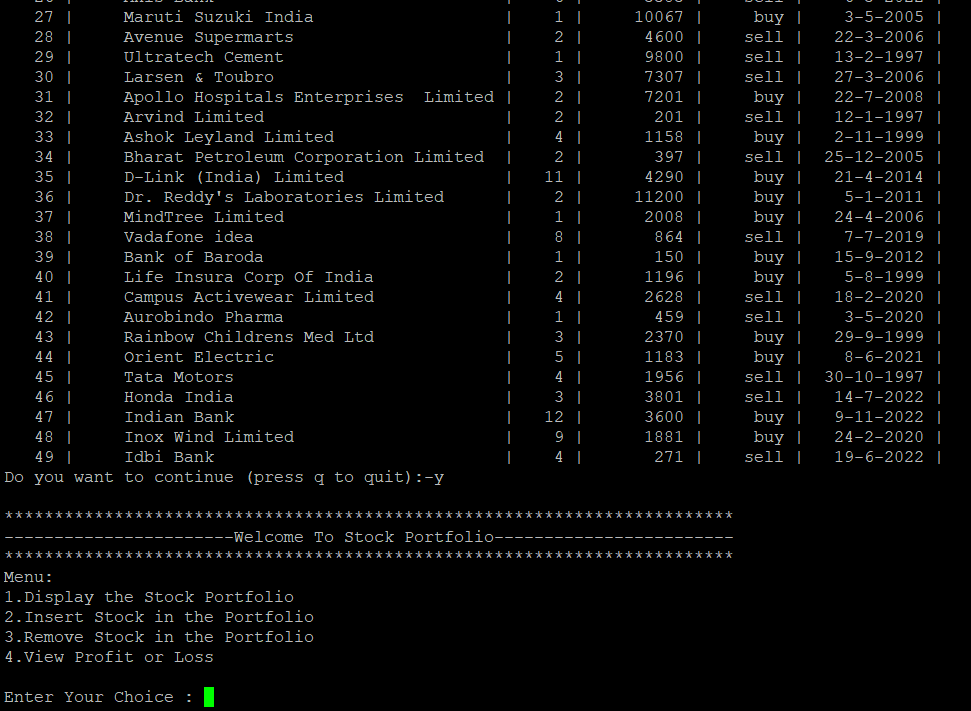 27 | Maruti Suzuki India | 1 | 10067 | buy | 3-5-2005 |
28 | Avenue Supermarts | 2 | 4600 | sell | 22-3-2006 |
29 | Ultratech Cement | 1 | 9800 | sell | 13-2-1997 |
30 | Larsen & Toubro | 3 | 7307 | sell | 27-3-2006 |
31 | Apollo Hospitals Enterprises  Limited | 2 | 7201 | buy | 22-7-2008 |
32 | Arvind Limited | 2 | 201 | sell | 12-1-1997 |
33 | Ashok Leyland Limited | 4 | 1158 | buy | 2-11-1999 |
34 | Bharat Petroleum Corporation Limited | 2 | 397 | sell | 25-12-2005 |
35 | D-Link (India) Limited | 11 | 4290 | buy | 21-4-2014 |
36 | Dr. Reddy's Laboratories Limited | 2 | 11200 | buy | 5-1-2011 |
37 | MindTree Limited | 1 | 2008 | buy | 24-4-2006 |
38 | Vadafone idea | 8 | 864 | sell | 7-7-2019 |
39 | Bank of Baroda | 1 | 150 | buy | 15-9-2012 |
40 | Life Insura Corp Of India | 2 | 1196 | buy | 5-8-1999 |
41 | Campus Activewear Limited | 4 | 2628 | sell | 18-2-2020 |
42 | Aurobindo Pharma | 1 | 459 | sell | 3-5-2020 |
43 | Rainbow Childrens Med Ltd | 3 | 2370 | buy | 29-9-1999 |
44 | Orient Electric | 5 | 1183 | buy | 8-6-2021 |
45 | Tata Motors | 4 | 1956 | sell | 30-10-1997 |
46 | Honda India | 3 | 3801 | sell | 14-7-2022 |
47 | Indian Bank | 12 | 3600 | buy | 9-11-2022 |
48 | Inox Wind Limited | 9 | 1881 | buy | 24-2-2020 |
49 | Idbi Bank | 4 | 271 | sell | 19-6-2022 |
Do you want to continue (press q to quit):-y
*************************************************************************
-----------------------Welcome To Stock Portfolio------------------------
*************************************************************************
Menu:
1.Display the Stock Portfolio
2.Insert Stock in the Portfolio
3.Remove Stock in the Portfolio
4.View Profit or Loss
Enter Your Choice :